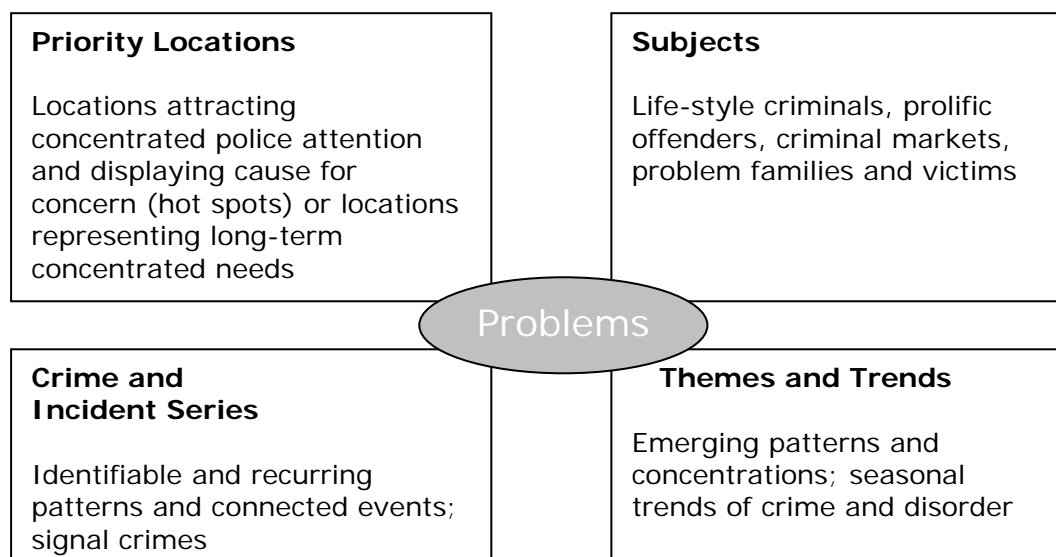 Priority Locations
Locations attracting
concentrated police attention
and displaying cause for
concern (hot spots) or locations
representing long-term
concentrated needs
Subjects
Life-style criminals, prolific
offenders, criminal markets,
problem families and victims
Problems
Crime and
Incident Series
Identifiable and recurring
patterns and connected events;
signal crimes
Themes and Trends
Emerging patterns and
concentrations; seasonal
trends of crime and disorder